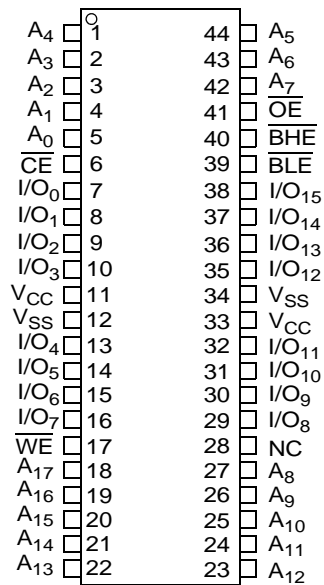 A4 1 44 A5
A3 2 43 A6
A2 3 42 A7
A1 4 41 OE
A0 5 40 BHE
CE 6 39 BLE
I/O0 7 38 I/O15
I/O1 8 37 I/O14
I/O2 9 36 I/O13
I/O3 10 35 I/O12
VCC 11 34 VSS
VSS 12 33 VCC
I/O4 13 32 I/O11
I/O5 14 31 I/O10
I/O6 15 30 I/O9
I/O7 16 29 I/O8
WE 17 28 NC
A17 18 27 A8
A16 19 26 A9
A15 20 25 A10
A14 21 24 A11
A13 22 23 A12